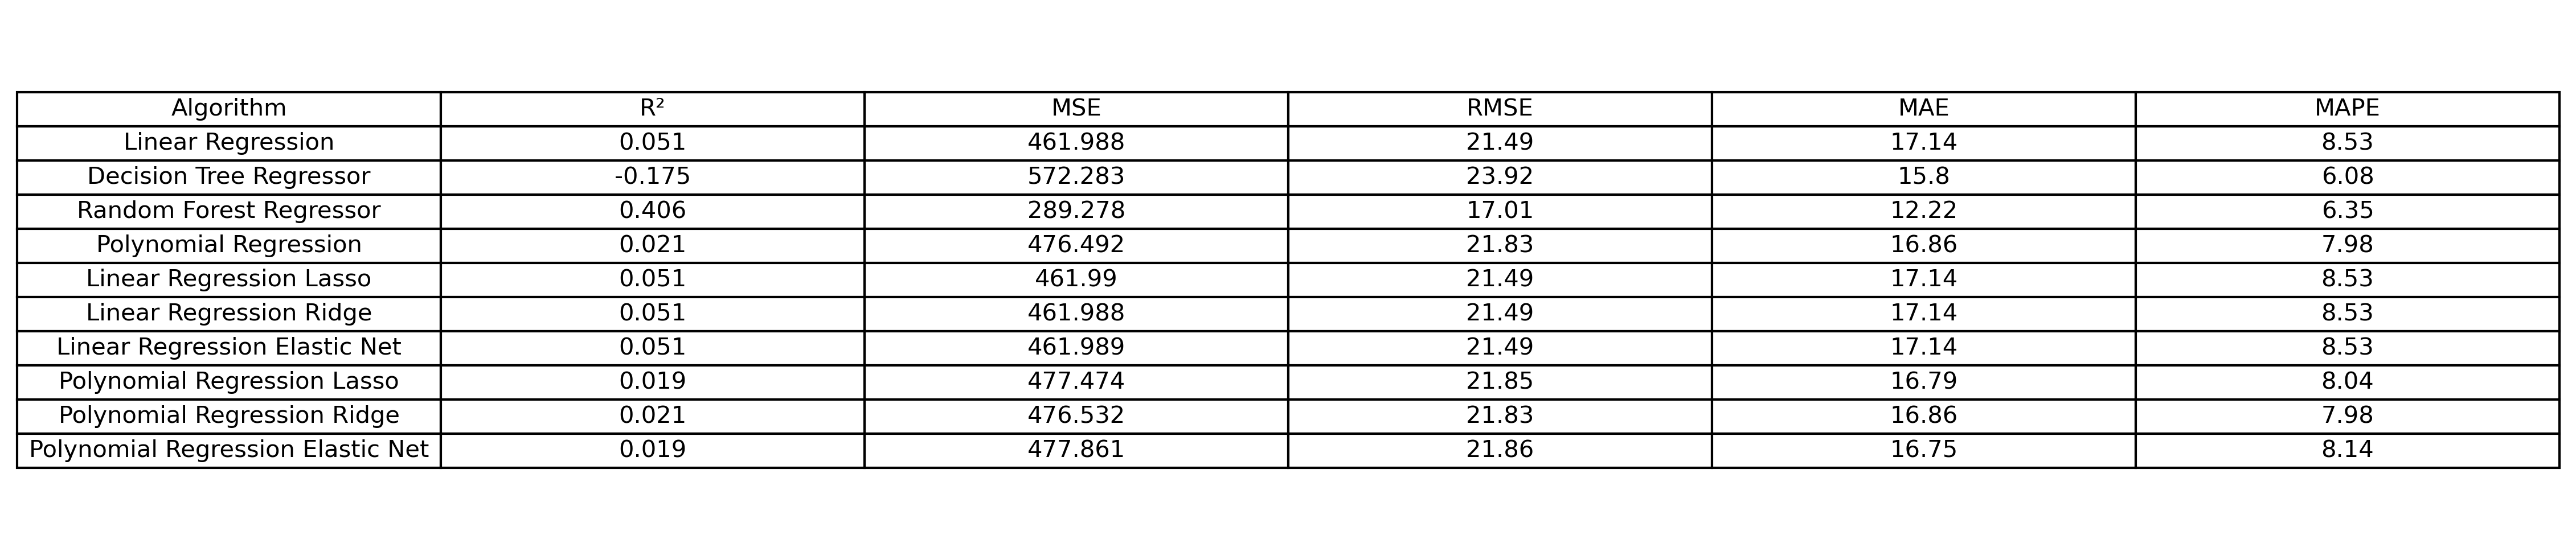 Algorithm R² MSE RMSE MAE MAPE
Linear Regression 0.051 461.988 21.49 17.14 8.53
Decision Tree Regressor -0.175 572.283 23.92 15.8 6.08
Random Forest Regressor 0.406 289.278 17.01 12.22 6.35
Polynomial Regression 0.021 476.492 21.83 16.86 7.98
Linear Regression Lasso 0.051 461.99 21.49 17.14 8.53
Linear Regression Ridge 0.051 461.988 21.49 17.14 8.53
Linear Regression Elastic Net 0.051 461.989 21.49 17.14 8.53
Polynomial Regression Lasso 0.019 477.474 21.85 16.79 8.04
Polynomial Regression Ridge 0.021 476.532 21.83 16.86 7.98
Polynomial Regression Elastic Net 0.019 477.861 21.86 16.75 8.14